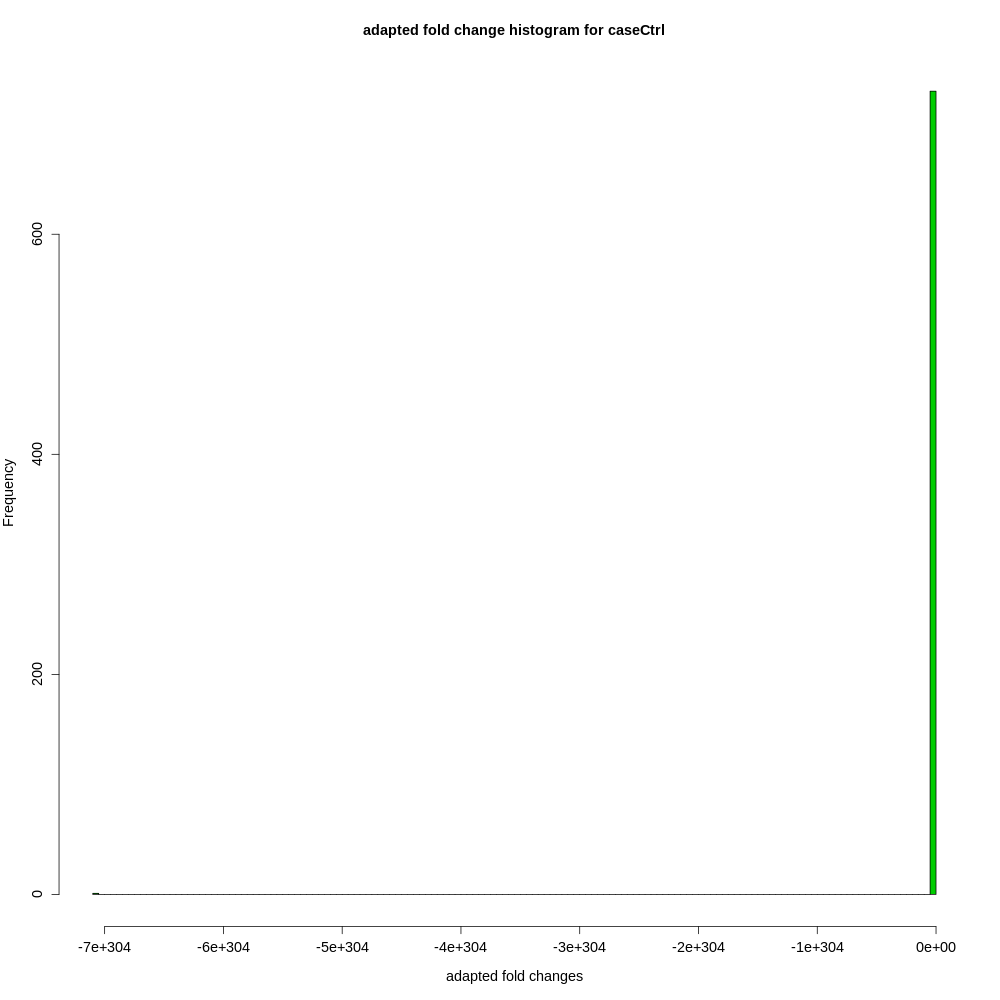 adapted fold change histogram for caseCtrl
600
400
200
0
Frequency
-7e+304 -6e+304 -5e+304 -4e+304 -3e+304 -2e+304 -1e+304 0e+00
adapted fold changes